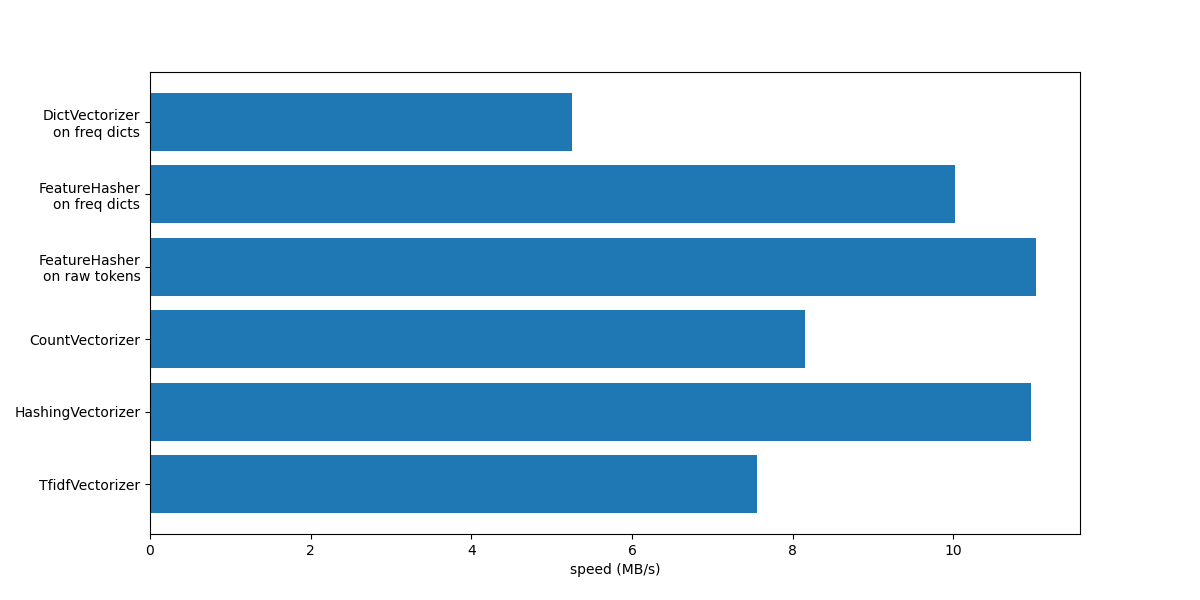 DictVectorizer
on freq dicts
FeatureHasher
on freq dicts
FeatureHasher
on raw tokens
CountVectorizer
HashingVectorizer
TfidfVectorizer
0 2 4 6 8 10
speed (MB/s)